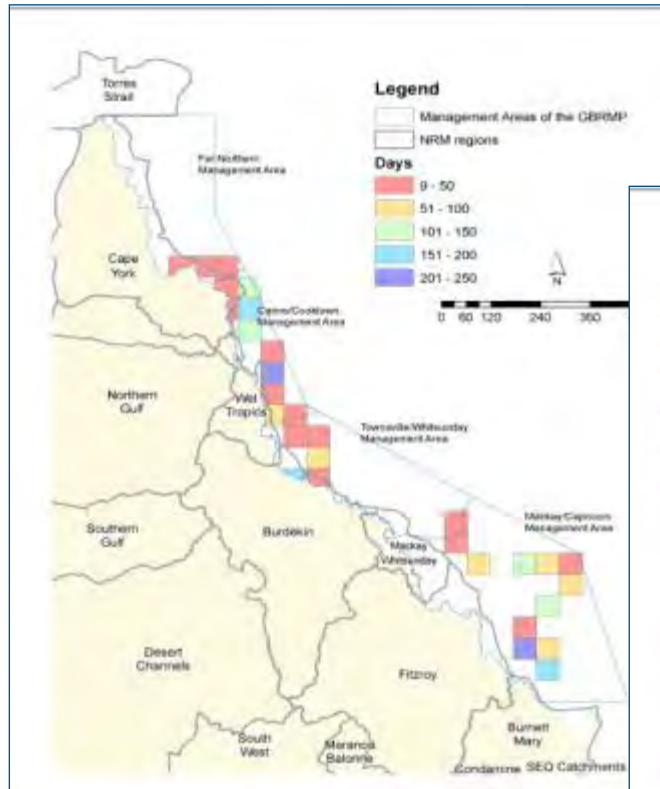 Torres
Strait
Legend
Management Areas of the GBRMP
NRM regions
Days
9 - 50
51 - 100
101 - 150
151 - 200
201 - 250
N
0 60 120 240 360
Far Northern
Management Area
Cape
York
Cairns/Cooktown
Management Area
Northern
Gulf
Wet
Tropics
Townsville/Whitsunday
Management Area
Southern
Gulf
Burdekin
Mackay
Whitsunday
Mackay/Capricorn
Management Area
Desert
Channels
Fitzroy
South
West
Maranoa
Balonne
Burnett
Mary
Condamine SEQ Catchments